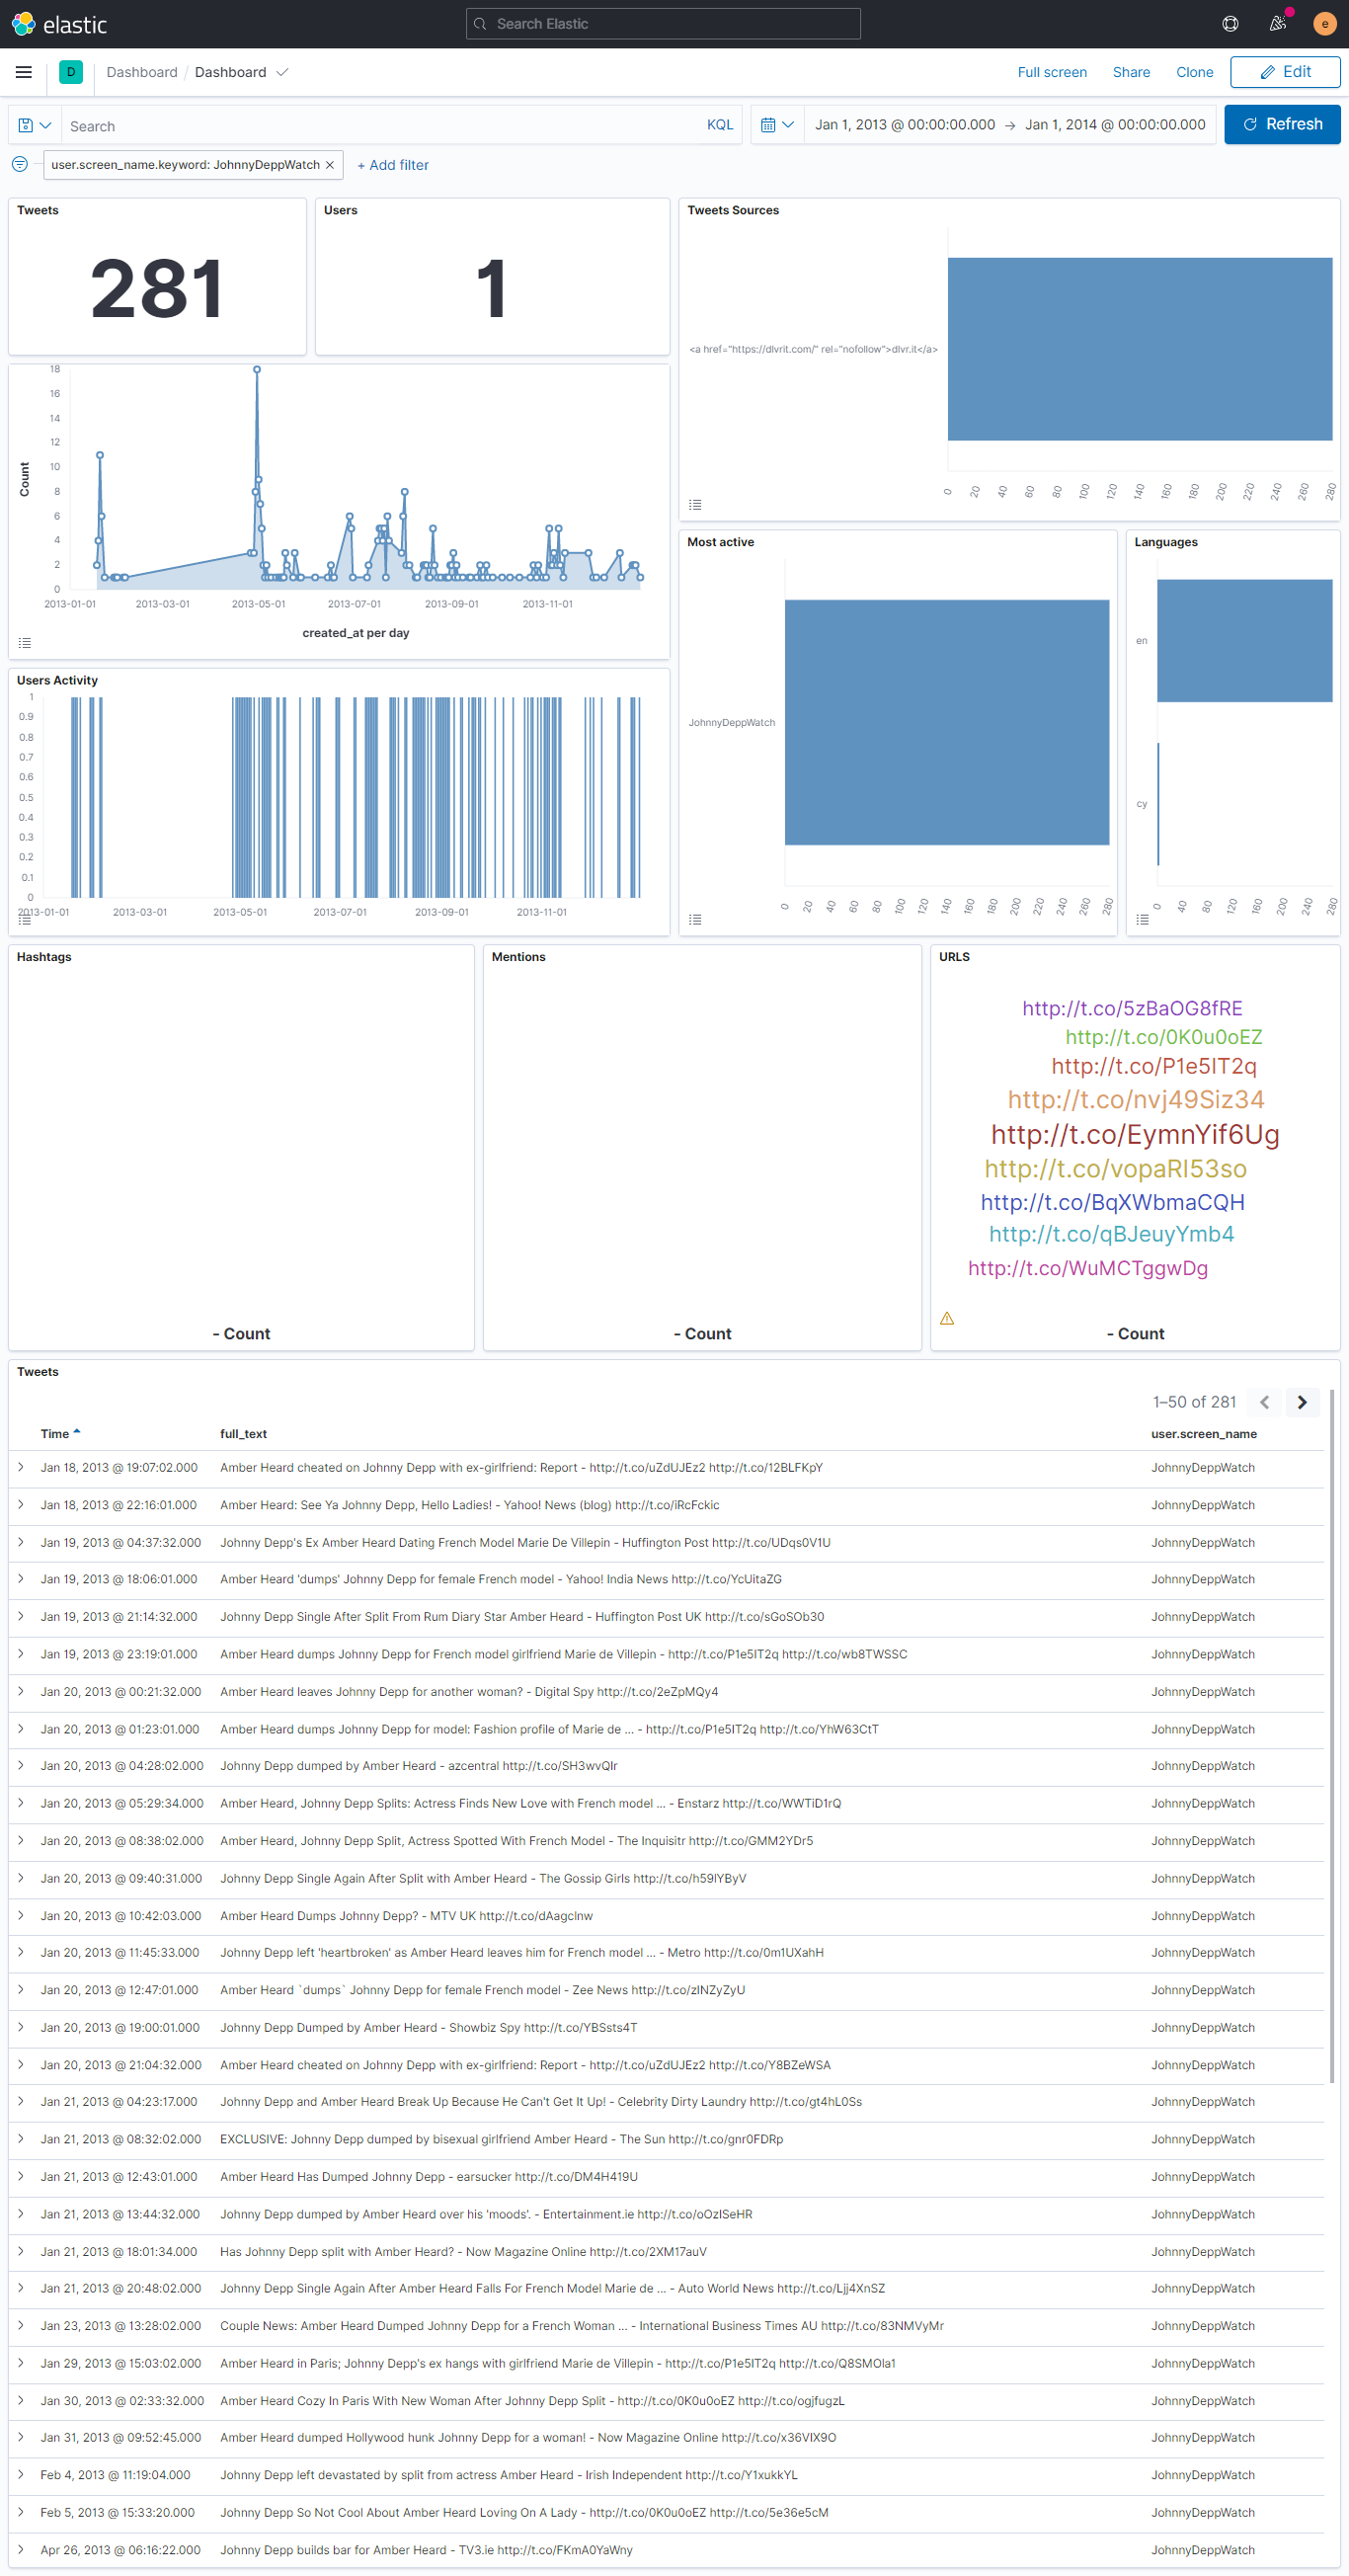 elastic
Search Elastic
e
D Dashboard / Dashboard
Full screen Share Clone Edit
Search KQL
Jan 1, 2013 @ 00:00:00.000 → Jan 1, 2014 @ 00:00:00.000
Refresh
user.screen_name.keyword: JohnnyDeppWatch ×
+ Add filter
Tweets
281
Users
1
Tweets Sources
<a href="https://dlvrit.com/" rel="nofollow">dlvr.it</a>
0 20 40 60 80 100 120 140 160 180 200 220 240 260 280
Count
18
16
14
12
10
8
6
4
2
0
2013-01-01 2013-03-01 2013-05-01 2013-07-01 2013-09-01 2013-11-01
created_at per day
Most active
JohnnyDeppWatch
0 20 40 60 80 100 120 140 160 180 200 220 240 260 280
Languages
en
cy
0 40 80 120 160 200 240 280
Users Activity
1
0.9
0.8
0.7
0.6
0.5
0.4
0.3
0.2
0.1
0
2013-01-01 2013-03-01 2013-05-01 2013-07-01 2013-09-01 2013-11-01
Hashtags
- Count
Mentions
- Count
URLS
http://t.co/5zBaOG8fRE
http://t.co/0K0u0oEZ
http://t.co/P1e5IT2q
http://t.co/nvj49Siz34
http://t.co/EymnYif6Ug
http://t.co/vopaRI53so
http://t.co/BqXWbmaCQH
http://t.co/qBJeuyYmb4
http://t.co/WuMCTggwDg
- Count
Tweets
1–50 of 281
Time full_text user.screen_name
Jan 18, 2013 @ 19:07:02.000 Amber Heard cheated on Johnny Depp with ex-girlfriend: Report - http://t.co/uZdUJEz2 http://t.co/12BLFKpY JohnnyDeppWatch
Jan 18, 2013 @ 22:16:01.000 Amber Heard: See Ya Johnny Depp, Hello Ladies! - Yahoo! News (blog) http://t.co/iRcFckic JohnnyDeppWatch
Jan 19, 2013 @ 04:37:32.000 Johnny Depp's Ex Amber Heard Dating French Model Marie De Villepin - Huffington Post http://t.co/UDqs0V1U JohnnyDeppWatch
Jan 19, 2013 @ 18:06:01.000 Amber Heard 'dumps' Johnny Depp for female French model - Yahoo! India News http://t.co/YcUitaZG JohnnyDeppWatch
Jan 19, 2013 @ 21:14:32.000 Johnny Depp Single After Split From Rum Diary Star Amber Heard - Huffington Post UK http://t.co/sGoSOb30 JohnnyDeppWatch
Jan 19, 2013 @ 23:19:01.000 Amber Heard dumps Johnny Depp for French model girlfriend Marie de Villepin - http://t.co/P1e5IT2q http://t.co/wb8TWSSC JohnnyDeppWatch
Jan 20, 2013 @ 00:21:32.000 Amber Heard leaves Johnny Depp for another woman? - Digital Spy http://t.co/2eZpMQy4 JohnnyDeppWatch
Jan 20, 2013 @ 01:23:01.000 Amber Heard dumps Johnny Depp for model: Fashion profile of Marie de ... - http://t.co/P1e5IT2q http://t.co/YhW63CtT JohnnyDeppWatch
Jan 20, 2013 @ 04:28:02.000 Johnny Depp dumped by Amber Heard - azcentral http://t.co/SH3wvQIr JohnnyDeppWatch
Jan 20, 2013 @ 05:29:34.000 Amber Heard, Johnny Depp Splits: Actress Finds New Love with French model ... - Enstarz http://t.co/WWTiD1rQ JohnnyDeppWatch
Jan 20, 2013 @ 08:38:02.000 Amber Heard, Johnny Depp Split, Actress Spotted With French Model - The Inquisitr http://t.co/GMM2YDr5 JohnnyDeppWatch
Jan 20, 2013 @ 09:40:31.000 Johnny Depp Single Again After Split with Amber Heard - The Gossip Girls http://t.co/h59IYByV JohnnyDeppWatch
Jan 20, 2013 @ 10:42:03.000 Amber Heard Dumps Johnny Depp? - MTV UK http://t.co/dAagcInw JohnnyDeppWatch
Jan 20, 2013 @ 11:45:33.000 Johnny Depp left 'heartbroken' as Amber Heard leaves him for French model ... - Metro http://t.co/0m1UXahH JohnnyDeppWatch
Jan 20, 2013 @ 12:47:01.000 Amber Heard `dumps` Johnny Depp for female French model - Zee News http://t.co/zINZyZyU JohnnyDeppWatch
Jan 20, 2013 @ 19:00:01.000 Johnny Depp Dumped by Amber Heard - Showbiz Spy http://t.co/YBSsts4T JohnnyDeppWatch
Jan 20, 2013 @ 21:04:32.000 Amber Heard cheated on Johnny Depp with ex-girlfriend: Report - http://t.co/uZdUJEz2 http://t.co/Y8BZeWSA JohnnyDeppWatch
Jan 21, 2013 @ 04:23:17.000 Johnny Depp and Amber Heard Break Up Because He Can't Get It Up! - Celebrity Dirty Laundry http://t.co/gt4hL0Ss JohnnyDeppWatch
Jan 21, 2013 @ 08:32:02.000 EXCLUSIVE: Johnny Depp dumped by bisexual girlfriend Amber Heard - The Sun http://t.co/gnr0FDRp JohnnyDeppWatch
Jan 21, 2013 @ 12:43:01.000 Amber Heard Has Dumped Johnny Depp - earsucker http://t.co/DM4H419U JohnnyDeppWatch
Jan 21, 2013 @ 13:44:32.000 Johnny Depp dumped by Amber Heard over his 'moods'. - Entertainment.ie http://t.co/oOzISeHR JohnnyDeppWatch
Jan 21, 2013 @ 18:01:34.000 Has Johnny Depp split with Amber Heard? - Now Magazine Online http://t.co/2XM17auV JohnnyDeppWatch
Jan 21, 2013 @ 20:48:02.000 Johnny Depp Single Again After Amber Heard Falls For French Model Marie de ... - Auto World News http://t.co/Ljj4XnSZ JohnnyDeppWatch
Jan 23, 2013 @ 13:28:02.000 Couple News: Amber Heard Dumped Johnny Depp for a French Woman ... - International Business Times AU http://t.co/83NMVyMr JohnnyDeppWatch
Jan 29, 2013 @ 15:03:02.000 Amber Heard in Paris; Johnny Depp's ex hangs with girlfriend Marie de Villepin - http://t.co/P1e5IT2q http://t.co/Q8SMOla1 JohnnyDeppWatch
Jan 30, 2013 @ 02:33:32.000 Amber Heard Cozy In Paris With New Woman After Johnny Depp Split - http://t.co/0K0u0oEZ http://t.co/ogjfugzL JohnnyDeppWatch
Jan 31, 2013 @ 09:52:45.000 Amber Heard dumped Hollywood hunk Johnny Depp for a woman! - Now Magazine Online http://t.co/x36VIX9O JohnnyDeppWatch
Feb 4, 2013 @ 11:19:04.000 Johnny Depp left devastated by split from actress Amber Heard - Irish Independent http://t.co/Y1xukkYL JohnnyDeppWatch
Feb 5, 2013 @ 15:33:20.000 Johnny Depp So Not Cool About Amber Heard Loving On A Lady - http://t.co/0K0u0oEZ http://t.co/5e36e5cM JohnnyDeppWatch
Apr 26, 2013 @ 06:16:22.000 Johnny Depp builds bar for Amber Heard - TV3.ie http://t.co/FKmA0YaWny JohnnyDeppWatch